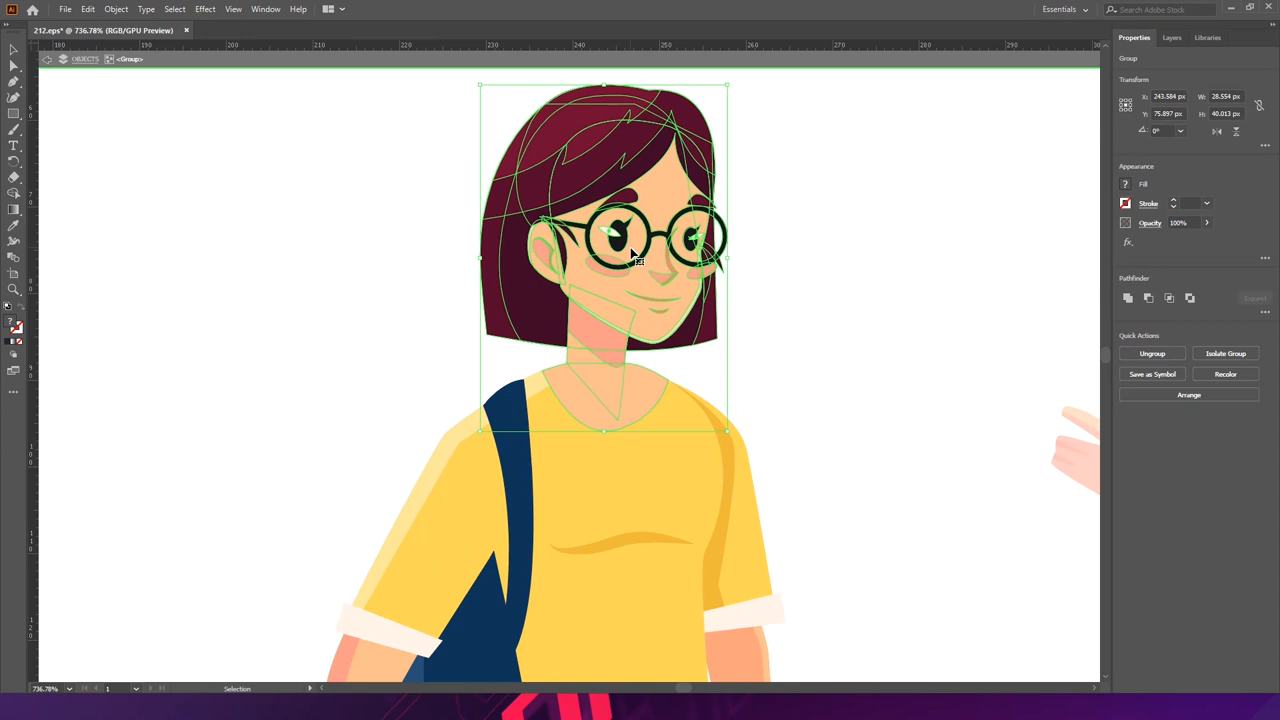 Ai File Edit Object Type Select Effect View Window Help Essentials Search Adobe Stock
212.eps* @ 736.78% (RGB/GPU Preview) ×
180 190 200 210 220 230 240 250 260 270 280 290
OBJECTS <Group>
Properties Layers Libraries
Group
Transform
X: 243.584 px W: 28.554 px
Y: 75.897 px H: 40.013 px
0°
Appearance
? Fill
Stroke
Opacity 100%
fx.
Pathfinder
Expand
Quick Actions
Ungroup Isolate Group
Save as Symbol Recolor
Arrange
736.78% 1 Selection